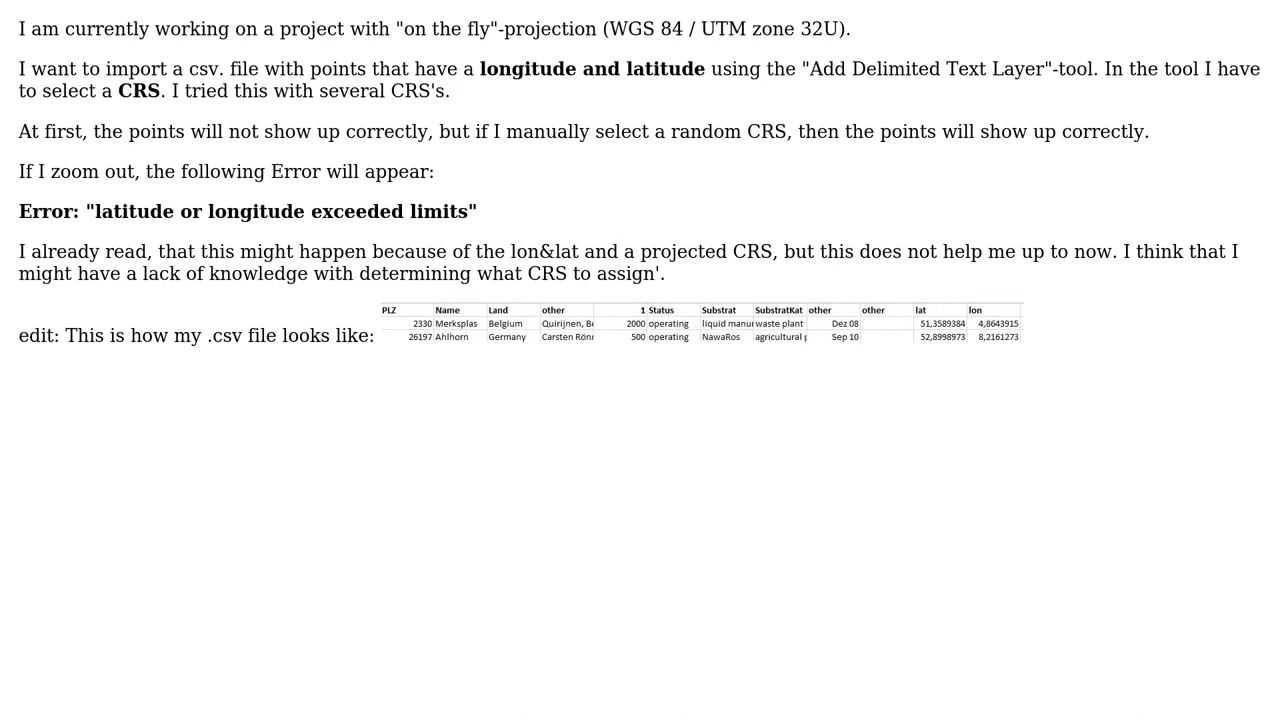 I am currently working on a project with "on the fly"-projection (WGS 84 / UTM zone 32U).
I want to import a csv. file with points that have a longitude and latitude using the "Add Delimited Text Layer"-tool. In the tool I have
to select a CRS. I tried this with several CRS's.
At first, the points will not show up correctly, but if I manually select a random CRS, then the points will show up correctly.
If I zoom out, the following Error will appear:
Error: "latitude or longitude exceeded limits"
I already read, that this might happen because of the lon&lat and a projected CRS, but this does not help me up to now. I think that I
might have a lack of knowledge with determining what CRS to assign'.
edit: This is how my .csv file looks like:
PLZ Name Land other 1 Status Substrat SubstratKat other other lat lon
2330 Merksplas Belgium Quirijnen, Be 2000 operating liquid manur waste plant Dez 08 51,3589384 4,8643915
26197 Ahlhorn Germany Carsten Rönn 500 operating NawaRos agricultural p Sep 10 52,8998973 8,2161273